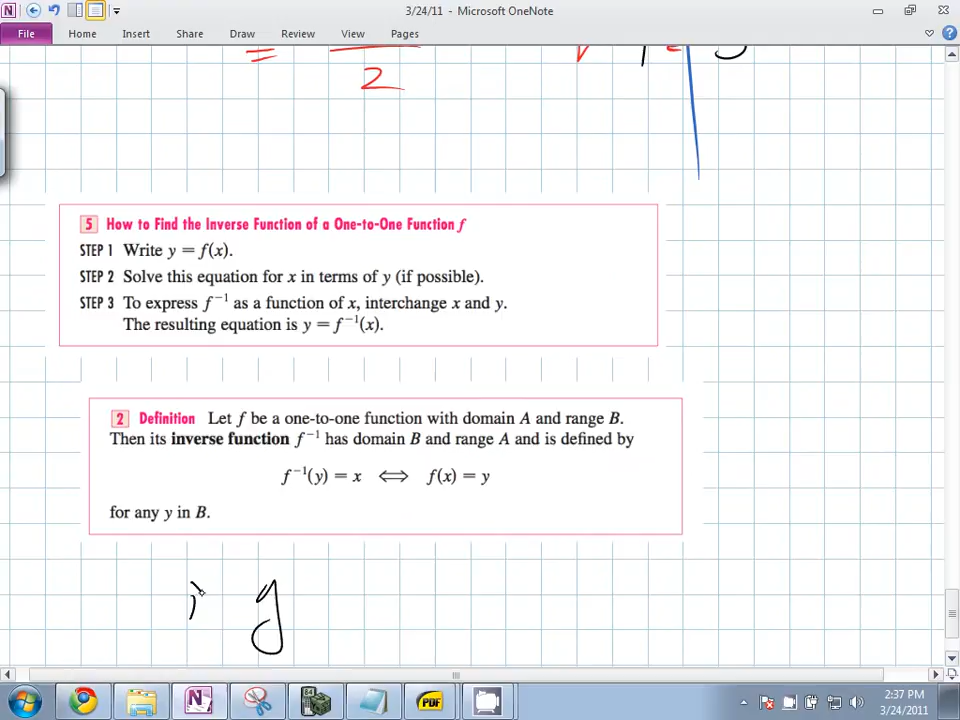 3/24/11 - Microsoft OneNote
File Home Insert Share Draw Review View Pages
2
5 How to Find the Inverse Function of a One-to-One Function f
STEP 1 Write y = f(x).
STEP 2 Solve this equation for x in terms of y (if possible).
STEP 3 To express f⁻¹ as a function of x, interchange x and y.
The resulting equation is y = f⁻¹(x).
2 Definition Let f be a one-to-one function with domain A and range B.
Then its inverse function f⁻¹ has domain B and range A and is defined by
f⁻¹(y) = x ⟺ f(x) = y
for any y in B.
g
PDF
2:37 PM
3/24/2011